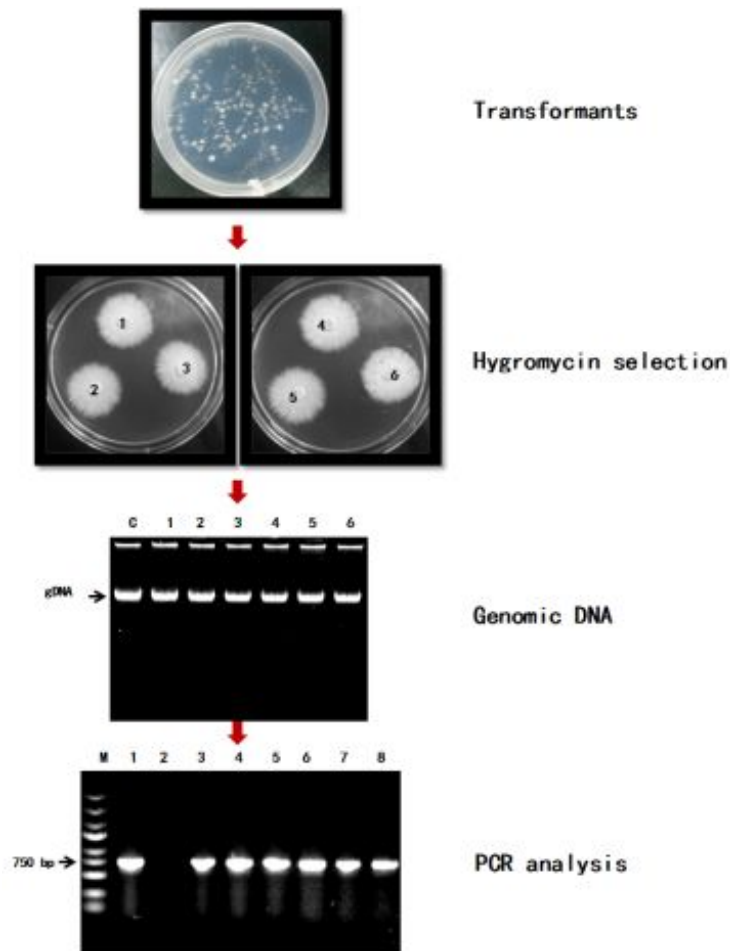 Transformants
1
3
2
4
6
5
Hygromycin selection
C 1 2 3 4 5 6
gDNA
Genomic DNA
M 1 2 3 4 5 6 7 8
750 bp
PCR analysis